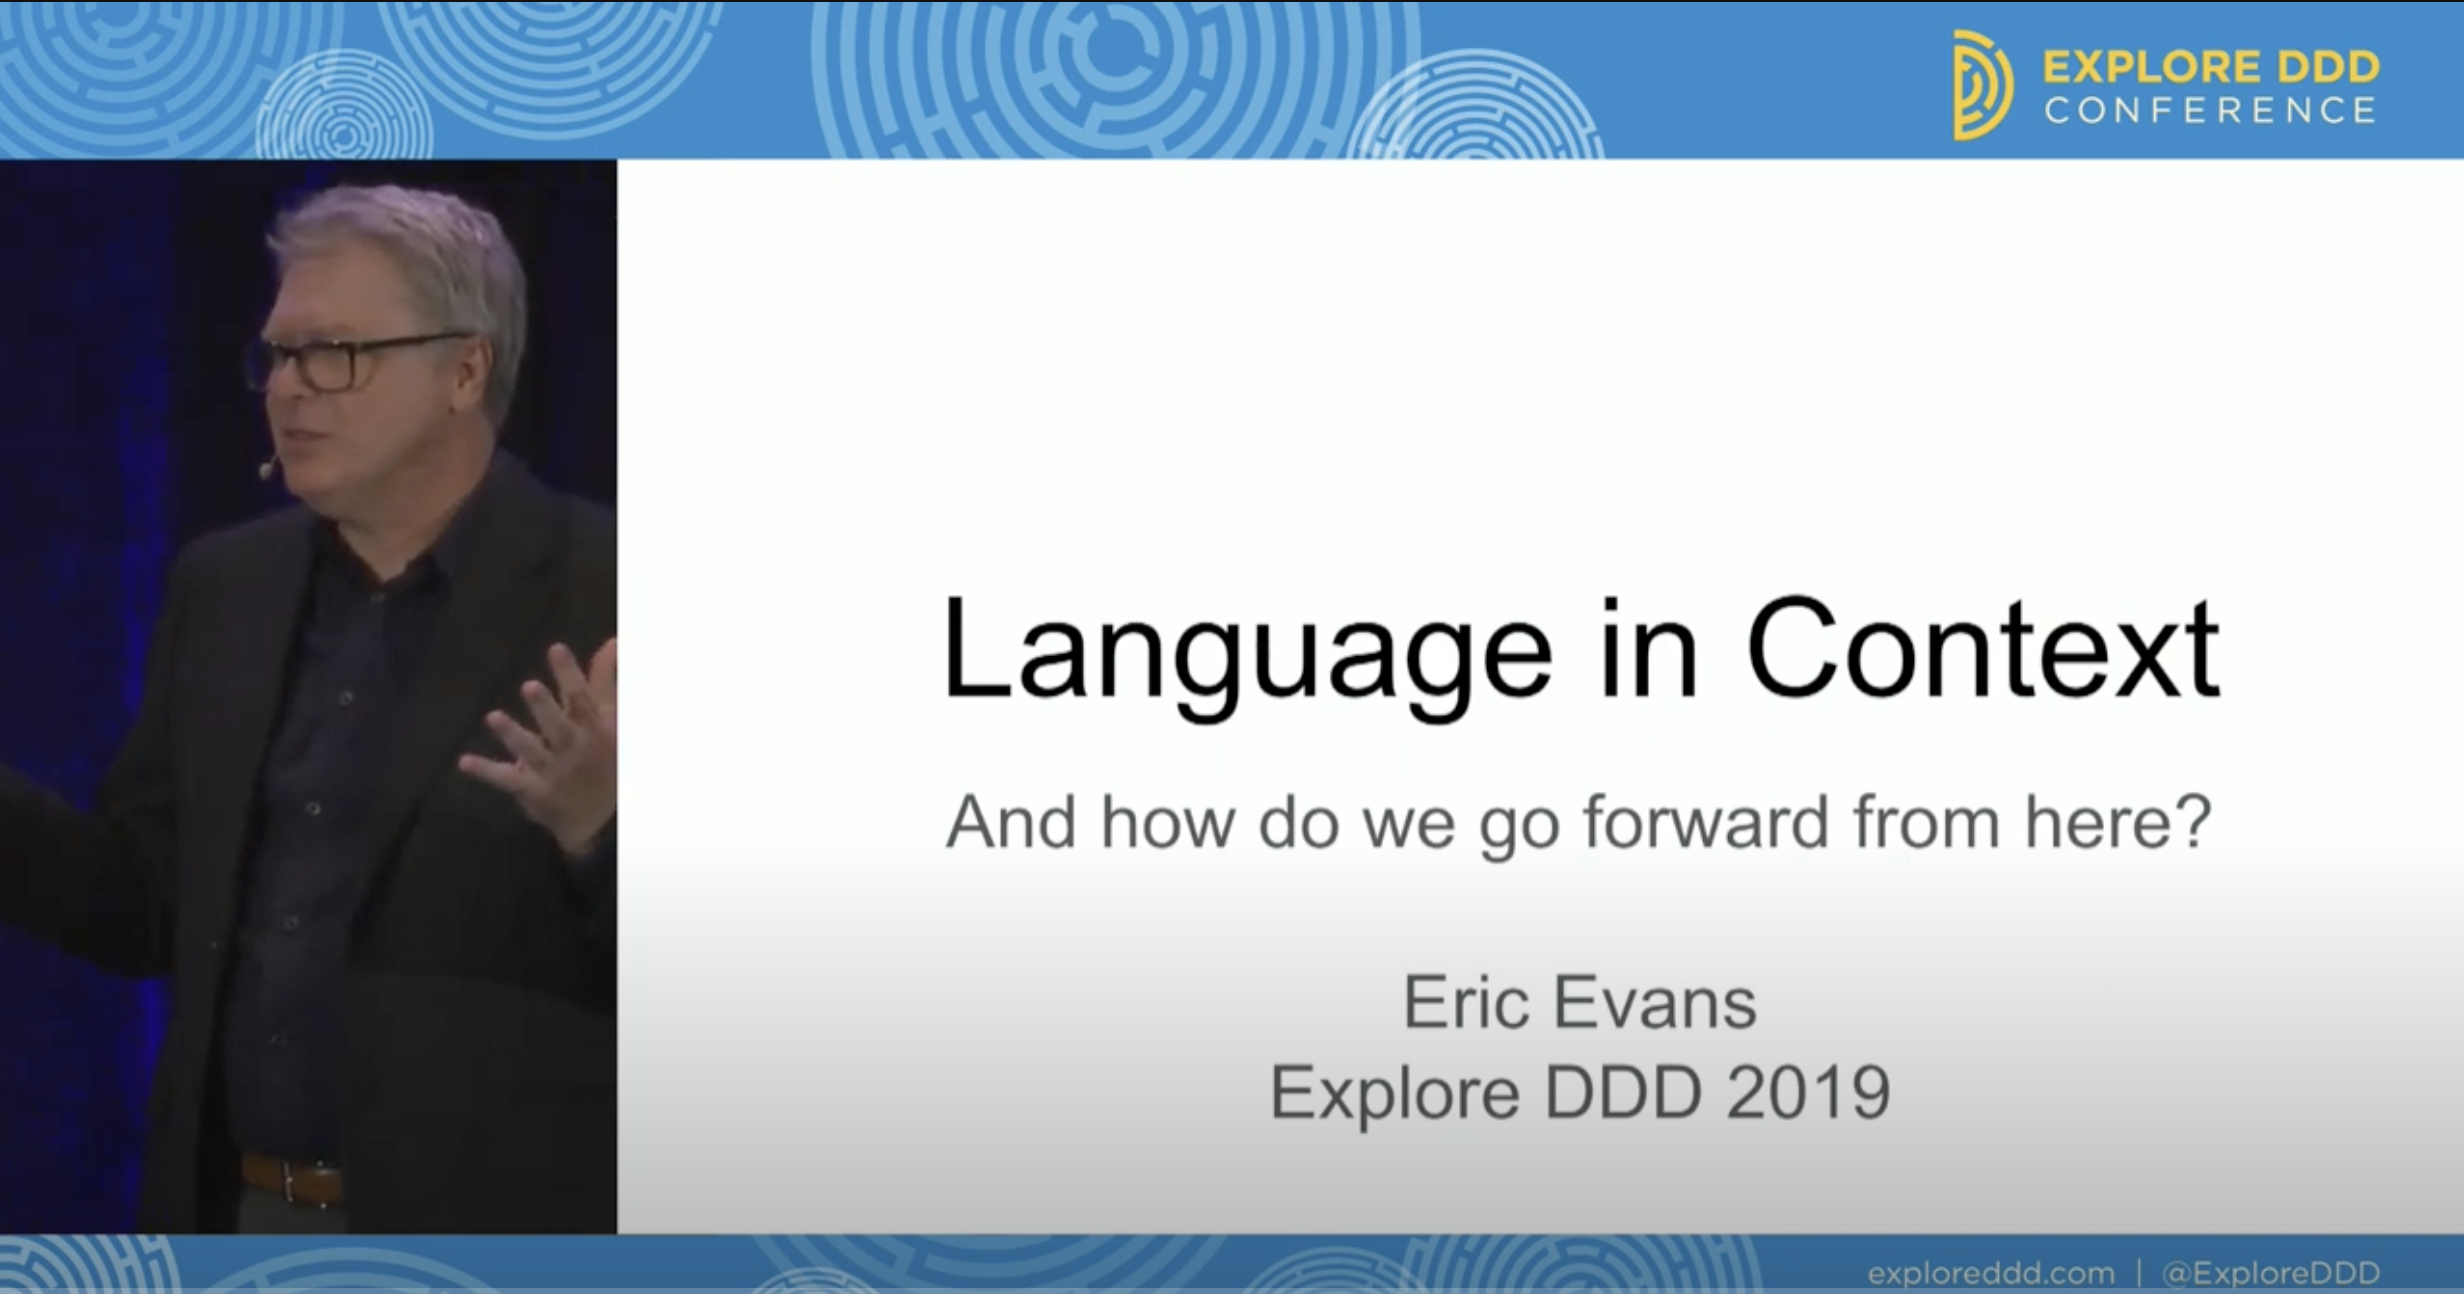 EXPLORE DDD
CONFERENCE
Language in Context
And how do we go forward from here?
Eric Evans
Explore DDD 2019
exploreddd.com | @ExploreDDD